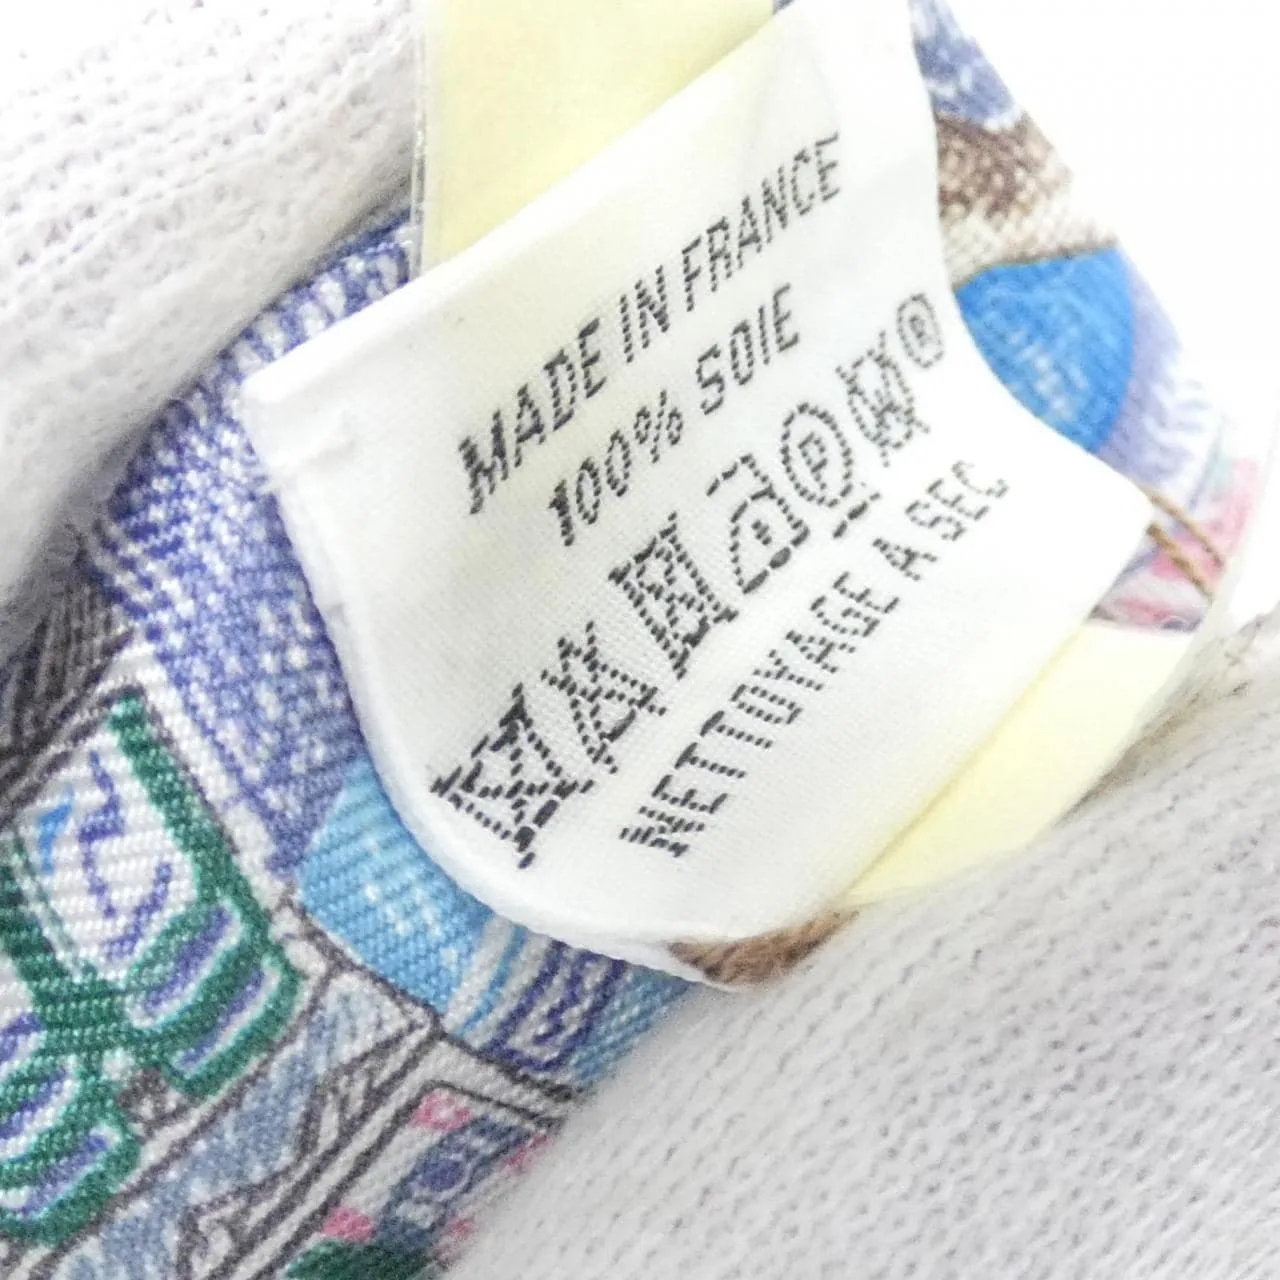 MADE IN FRANCE
100% SOIE
P ®
NETTOYAGE A SEC